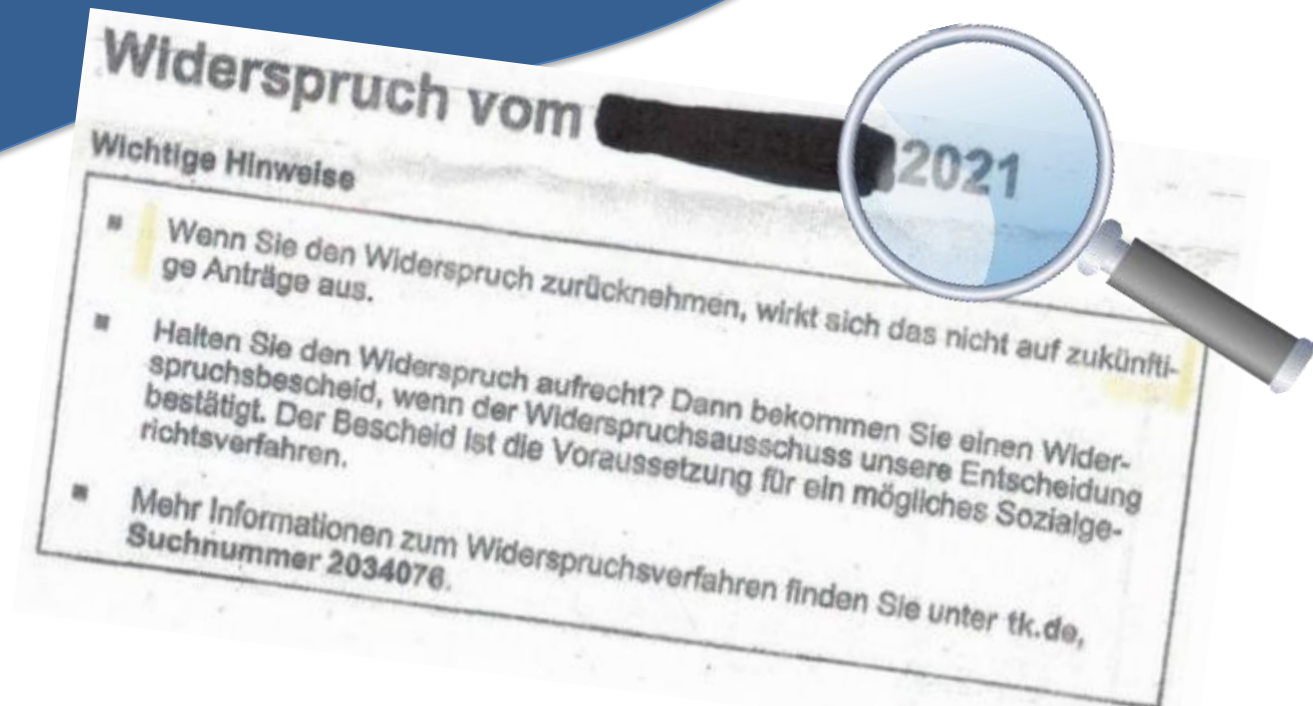 Widerspruch vom 2021
Wichtige Hinweise
Wenn Sie den Widerspruch zurücknehmen, wirkt sich das nicht auf zukünfti-
ge Anträge aus.
Halten Sie den Widerspruch aufrecht? Dann bekommen Sie einen Wider-
spruchsbescheid, wenn der Widerspruchsausschuss unsere Entscheidung
bestätigt. Der Bescheid ist die Voraussetzung für ein mögliches Sozialge-
richtsverfahren.
Mehr Informationen zum Widerspruchsverfahren finden Sie unter tk.de,
Suchnummer 2034076.